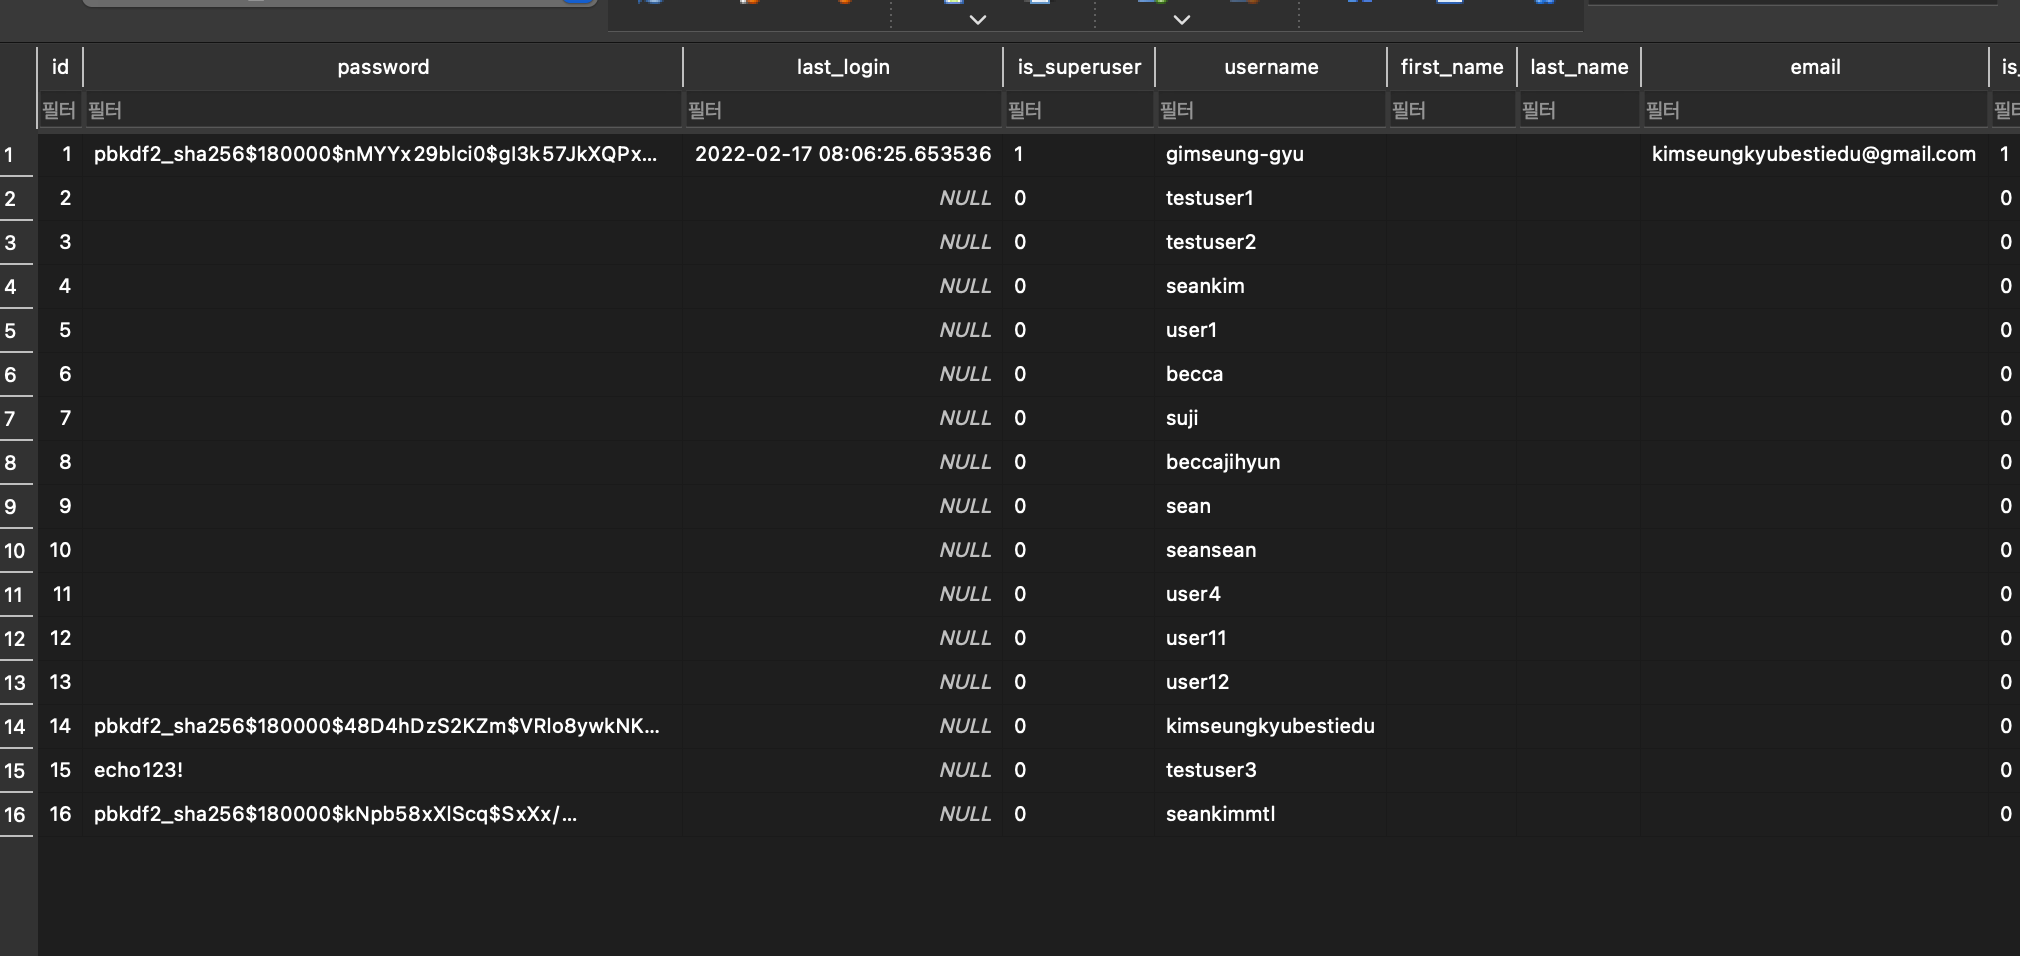 id password last_login is_superuser username first_name last_name email is_
필터 필터 필터 필터 필터 필터 필터 필터
1 1 pbkdf2_sha256$180000$nMYYx29blci0$gI3k57JkXQPx... 2022-02-17 08:06:25.653536 1 gimseung-gyu kimseungkyubestiedu@gmail.com 1
2 2 NULL 0 testuser1 0
3 3 NULL 0 testuser2 0
4 4 NULL 0 seankim 0
5 5 NULL 0 user1 0
6 6 NULL 0 becca 0
7 7 NULL 0 suji 0
8 8 NULL 0 beccajihyun 0
9 9 NULL 0 sean 0
10 10 NULL 0 seansean 0
11 11 NULL 0 user4 0
12 12 NULL 0 user11 0
13 13 NULL 0 user12 0
14 14 pbkdf2_sha256$180000$48D4hDzS2KZm$VRlo8ywkNK... NULL 0 kimseungkyubestiedu 0
15 15 echo123! NULL 0 testuser3 0
16 16 pbkdf2_sha256$180000$kNpb58xXlScq$SxXx/... NULL 0 seankimmtl 0